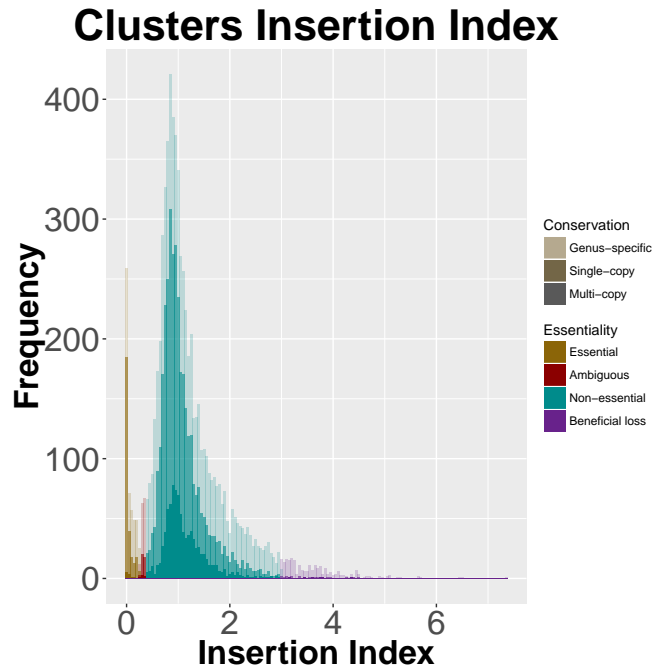 Clusters Insertion Index
Frequency
400
300
200
100
0
0 2 4 6
Insertion Index
Conservation
Genus−specific
Single−copy
Multi−copy
Essentiality
Essential
Ambiguous
Non−essential
Beneficial loss